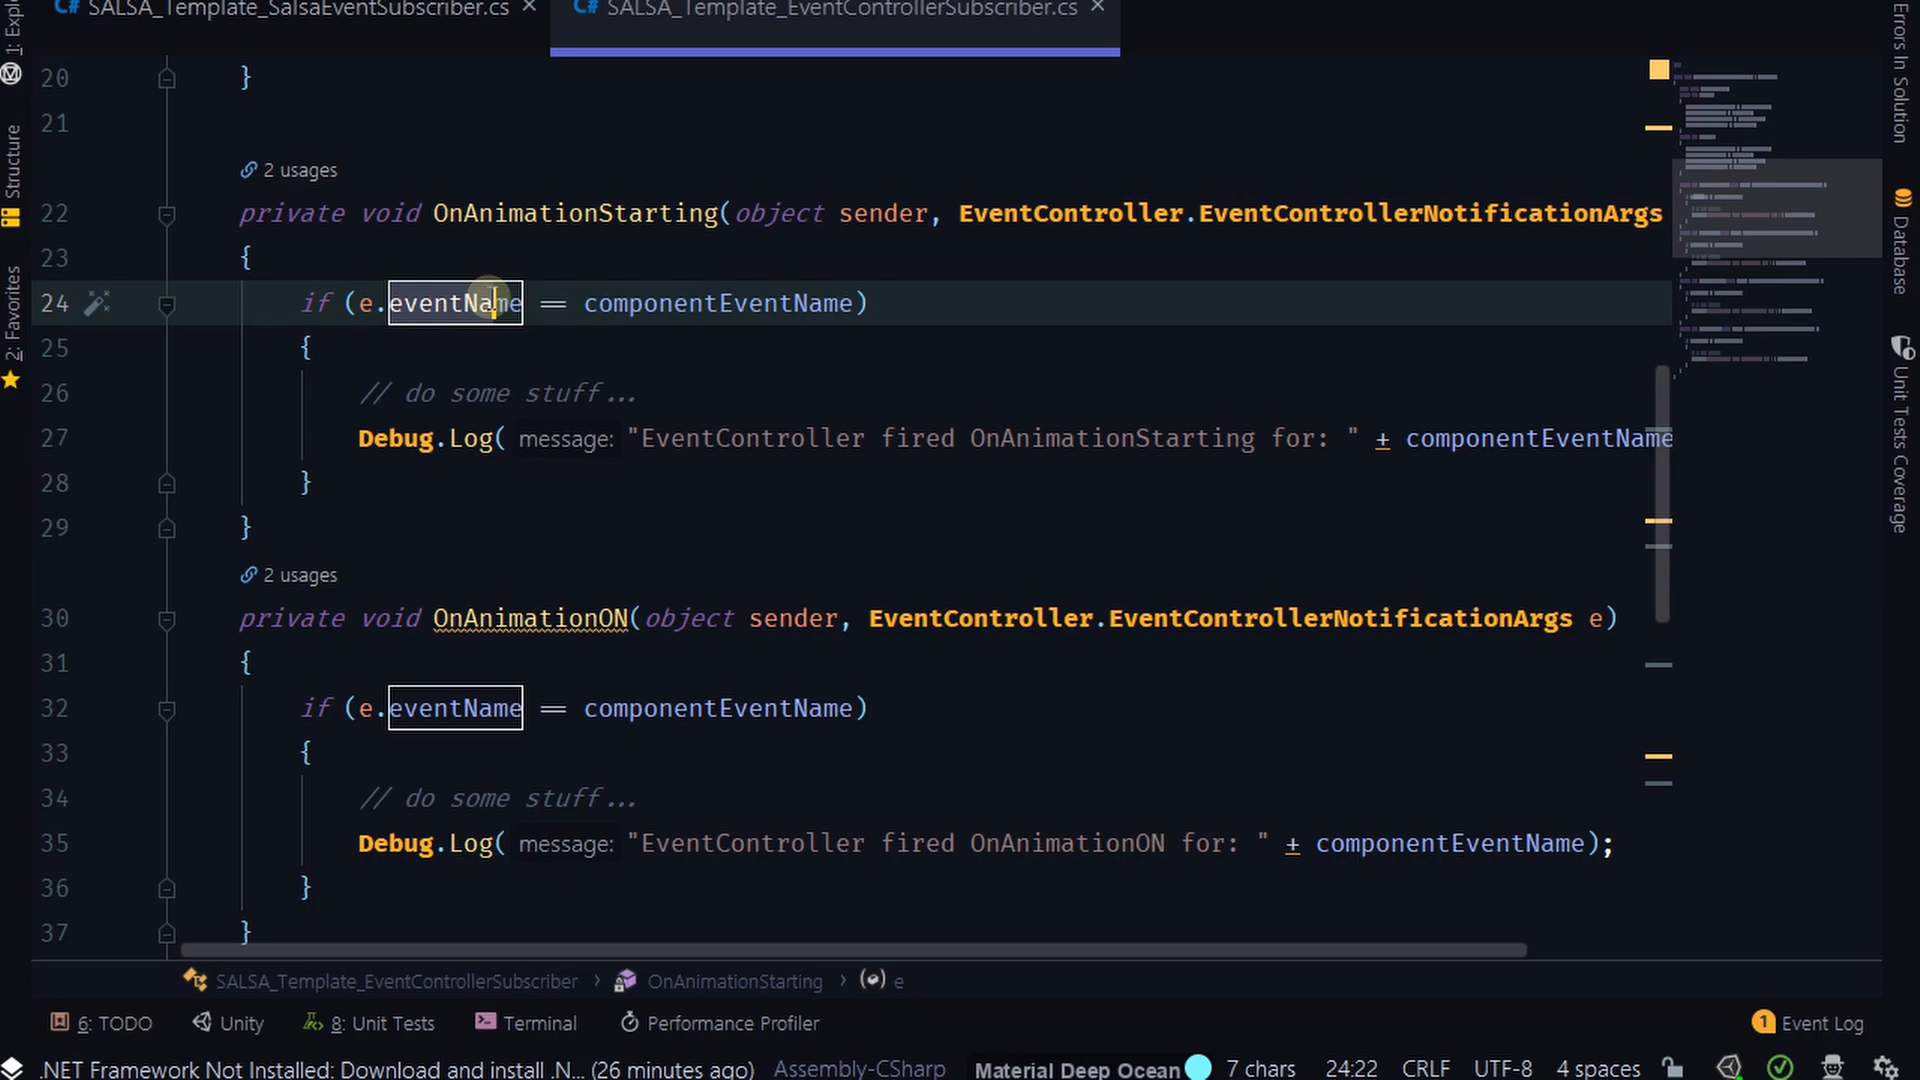 SALSA_Template_SalsaEventSubscriber.cs
SALSA_Template_EventControllerSubscriber.cs
20 }
21
2 usages
22 private void OnAnimationStarting(object sender, EventController.EventControllerNotificationArgs
23 {
24 if (e.eventName == componentEventName)
25 {
26 // do some stuff...
27 Debug.Log( message: "EventController fired OnAnimationStarting for: " + componentEventName
28 }
29 }
2 usages
30 private void OnAnimationON(object sender, EventController.EventControllerNotificationArgs e)
31 {
32 if (e.eventName == componentEventName)
33 {
34 // do some stuff...
35 Debug.Log( message: "EventController fired OnAnimationON for: " + componentEventName);
36 }
37 }
1: Expl
Structure
2: Favorites
Errors In Solution
Database
Unit Tests Coverage
SALSA_Template_EventControllerSubscriber › OnAnimationStarting › e
6: TODO Unity 8: Unit Tests Terminal Performance Profiler 1 Event Log
.NET Framework Not Installed: Download and install .N... (26 minutes ago) Assembly-CSharp Material Deep Ocean 7 chars 24:22 CRLF UTF-8 4 spaces